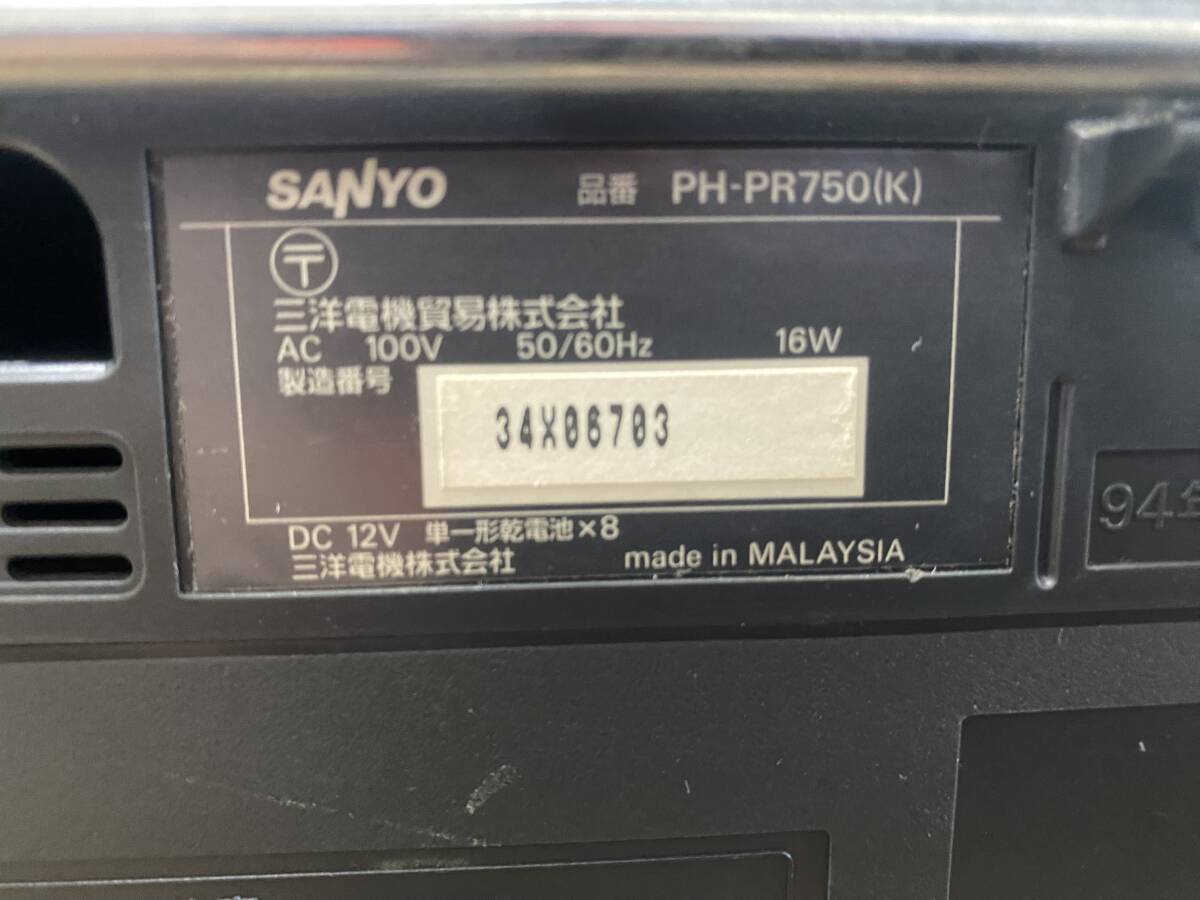 SANYO 品番 PH-PR750(K)
〒
三洋電機貿易株式会社
AC 100V 50/60Hz 16W
製造番号
34X06703
DC 12V 単一形乾電池×8
三洋電機株式会社 made in MALAYSIA
94